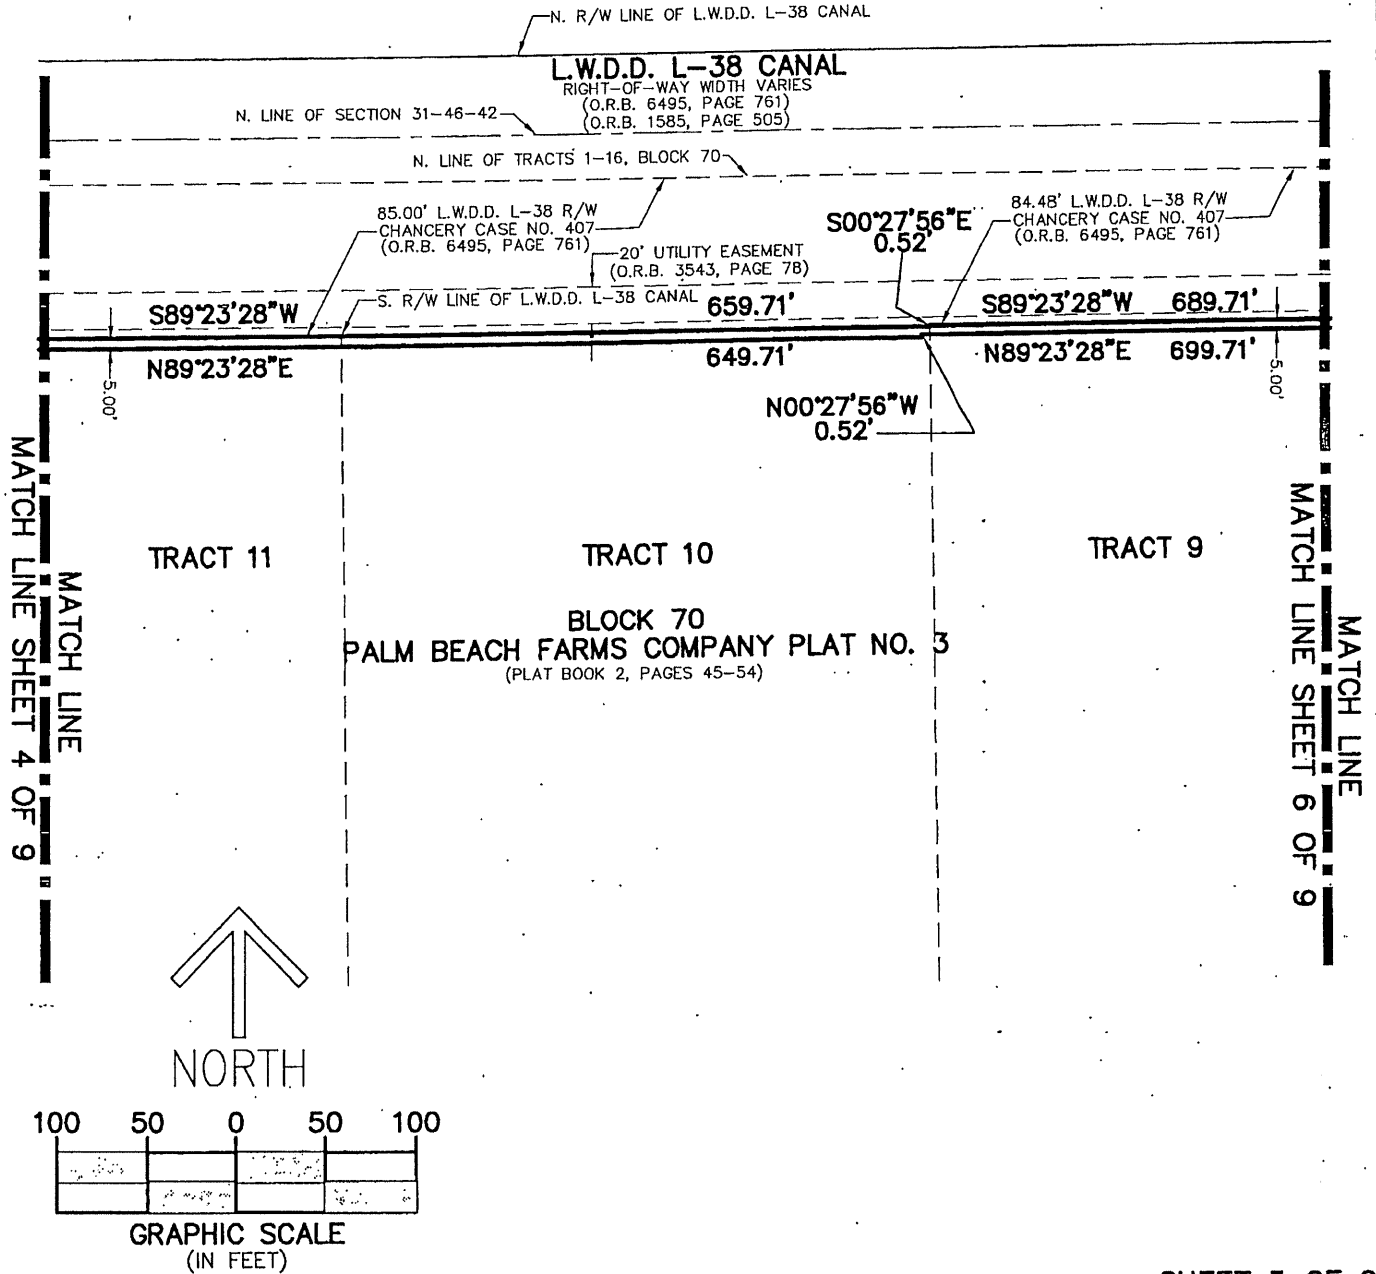 N. R/W LINE OF L.W.D.D. L-38 CANAL
L.W.D.D. L-38 CANAL
RIGHT-OF-WAY WIDTH VARIES
(O.R.B. 6495, PAGE 761)
(O.R.B. 1585, PAGE 505)
N. LINE OF SECTION 31-46-42
N. LINE OF TRACTS 1-16, BLOCK 70
85.00' L.W.D.D. L-38 R/W
CHANCERY CASE NO. 407
(O.R.B. 6495, PAGE 761)
20' UTILITY EASEMENT
(O.R.B. 3543, PAGE 78)
S00°27'56"E
0.52'
84.48' L.W.D.D. L-38 R/W
CHANCERY CASE NO. 407
(O.R.B. 6495, PAGE 761)
S. R/W LINE OF L.W.D.D. L-38 CANAL
S89°23'28"W
659.71'
S89°23'28"W 689.71'
N89°23'28"E
649.71'
N89°23'28"E 699.71'
5.00'
5.00'
N00°27'56"W
0.52'
MATCH LINE
MATCH LINE SHEET 4 OF 9
TRACT 11
TRACT 10
TRACT 9
BLOCK 70
PALM BEACH FARMS COMPANY PLAT NO. 3
(PLAT BOOK 2, PAGES 45-54)
MATCH LINE
MATCH LINE SHEET 6 OF 9
NORTH
100 50 0 50 100
GRAPHIC SCALE
(IN FEET)